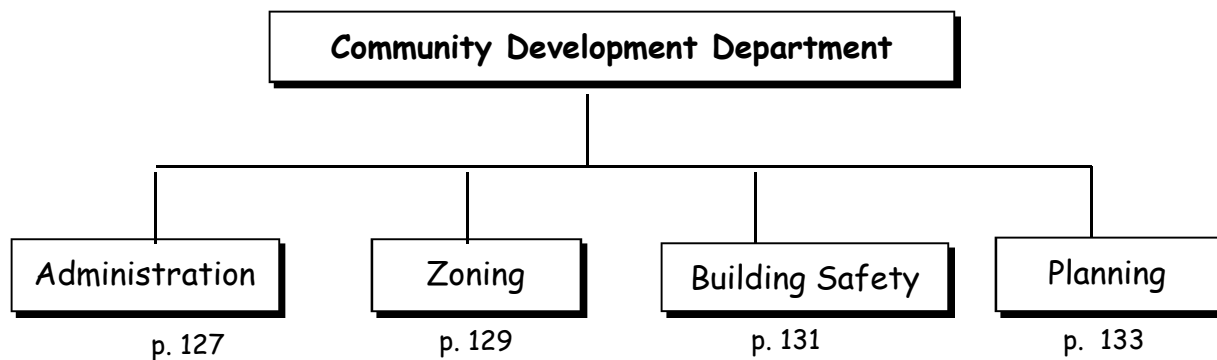 Community Development Department
Administration
Zoning
Building Safety
Planning
p. 127
p. 129
p. 131
p. 133